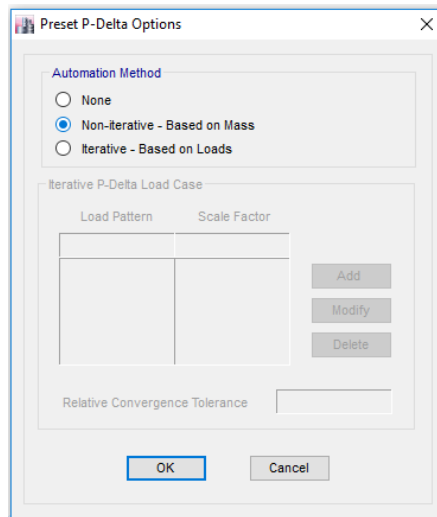 Preset P-Delta Options
Automation Method
None
Non-iterative - Based on Mass
Iterative - Based on Loads
Iterative P-Delta Load Case
Load Pattern Scale Factor
Add
Modify
Delete
Relative Convergence Tolerance
OK Cancel